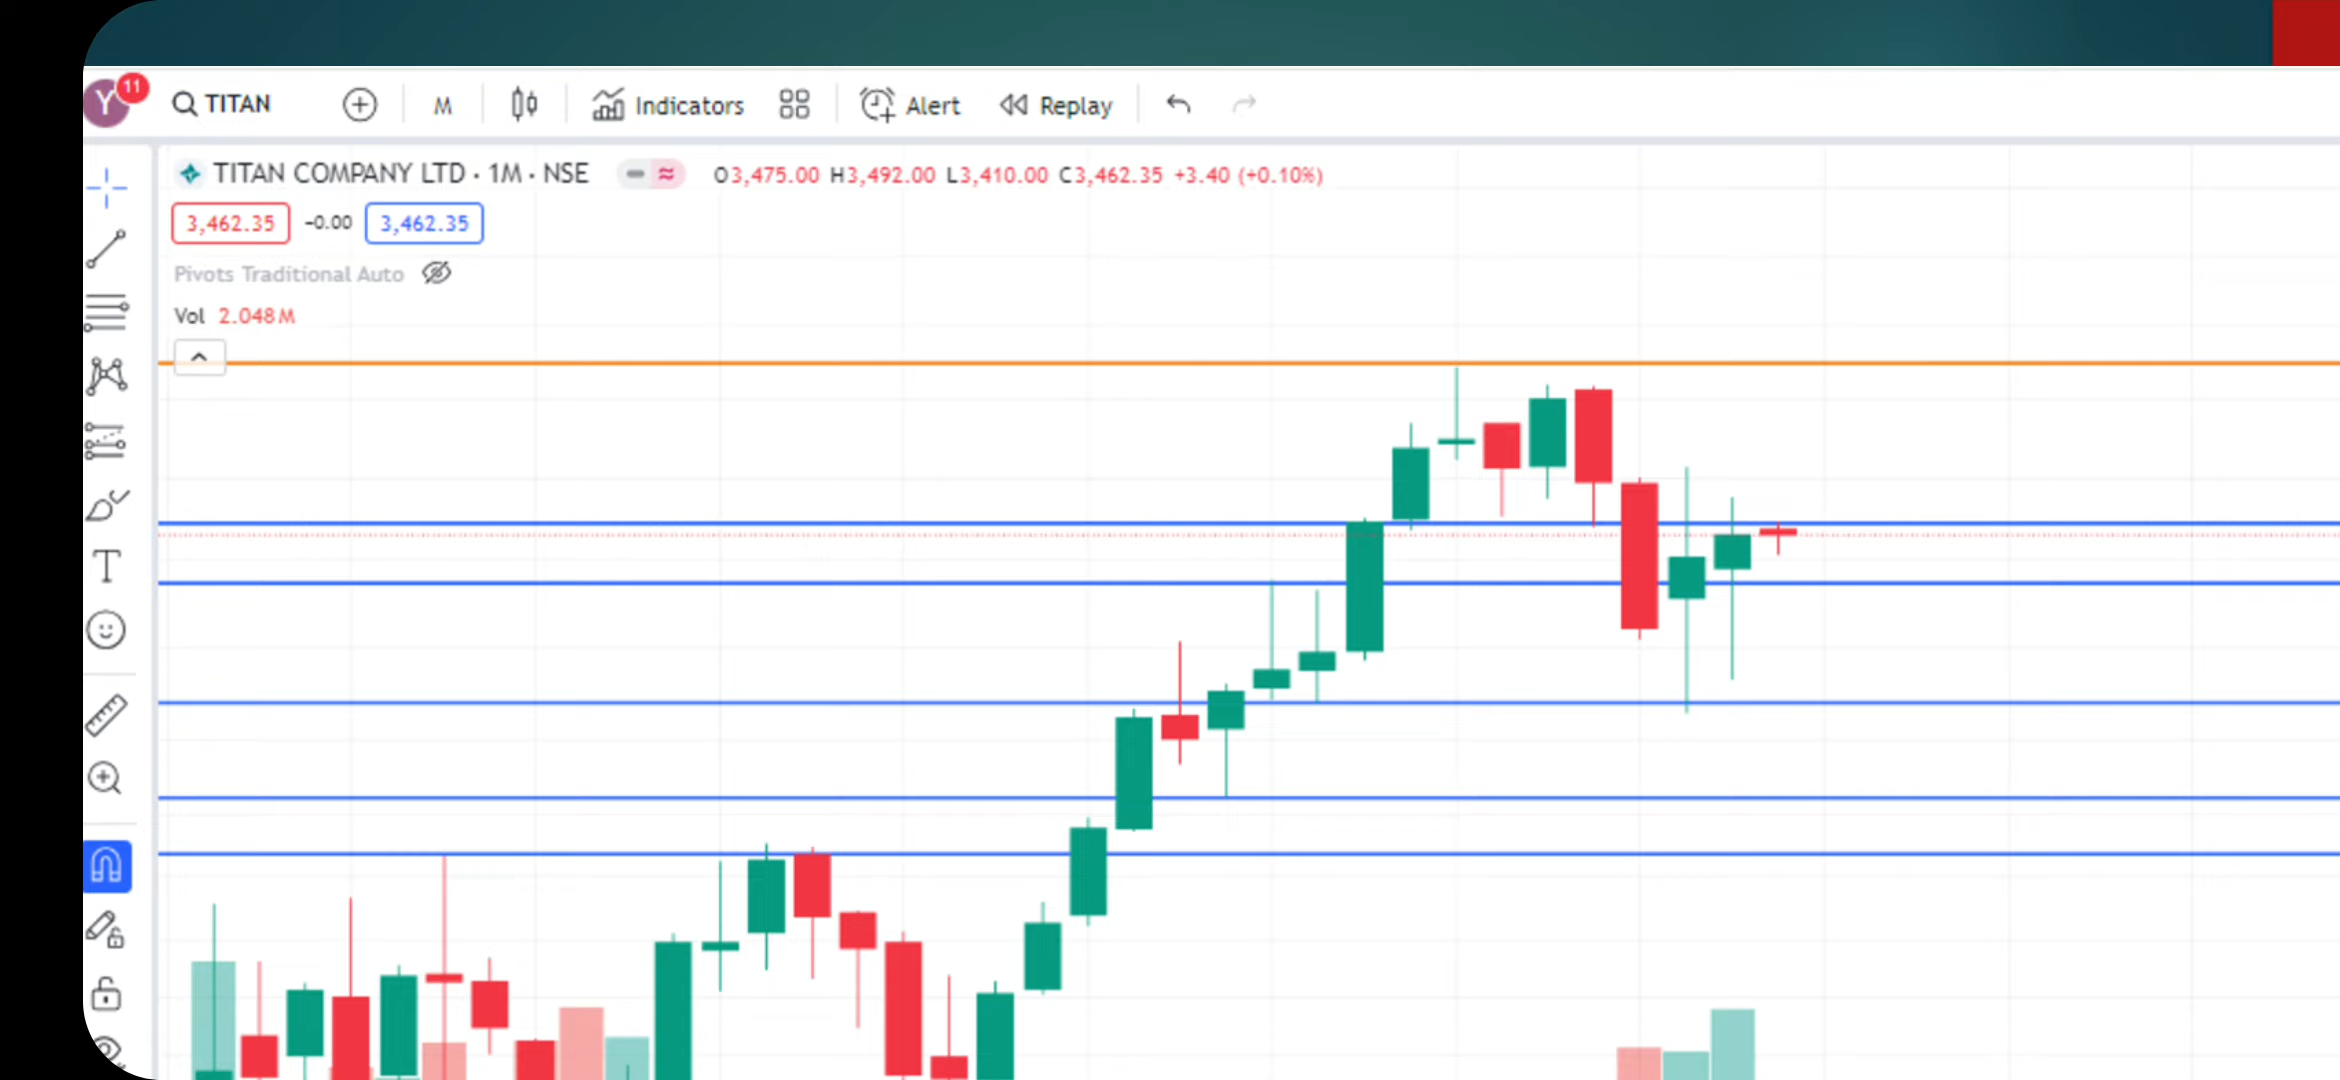 Y 11 TITAN M Indicators Alert Replay
TITAN COMPANY LTD · 1M · NSE O3,475.00 H3,492.00 L3,410.00 C3,462.35 +3.40 (+0.10%)
3,462.35 -0.00 3,462.35
Pivots Traditional Auto
Vol 2.048M